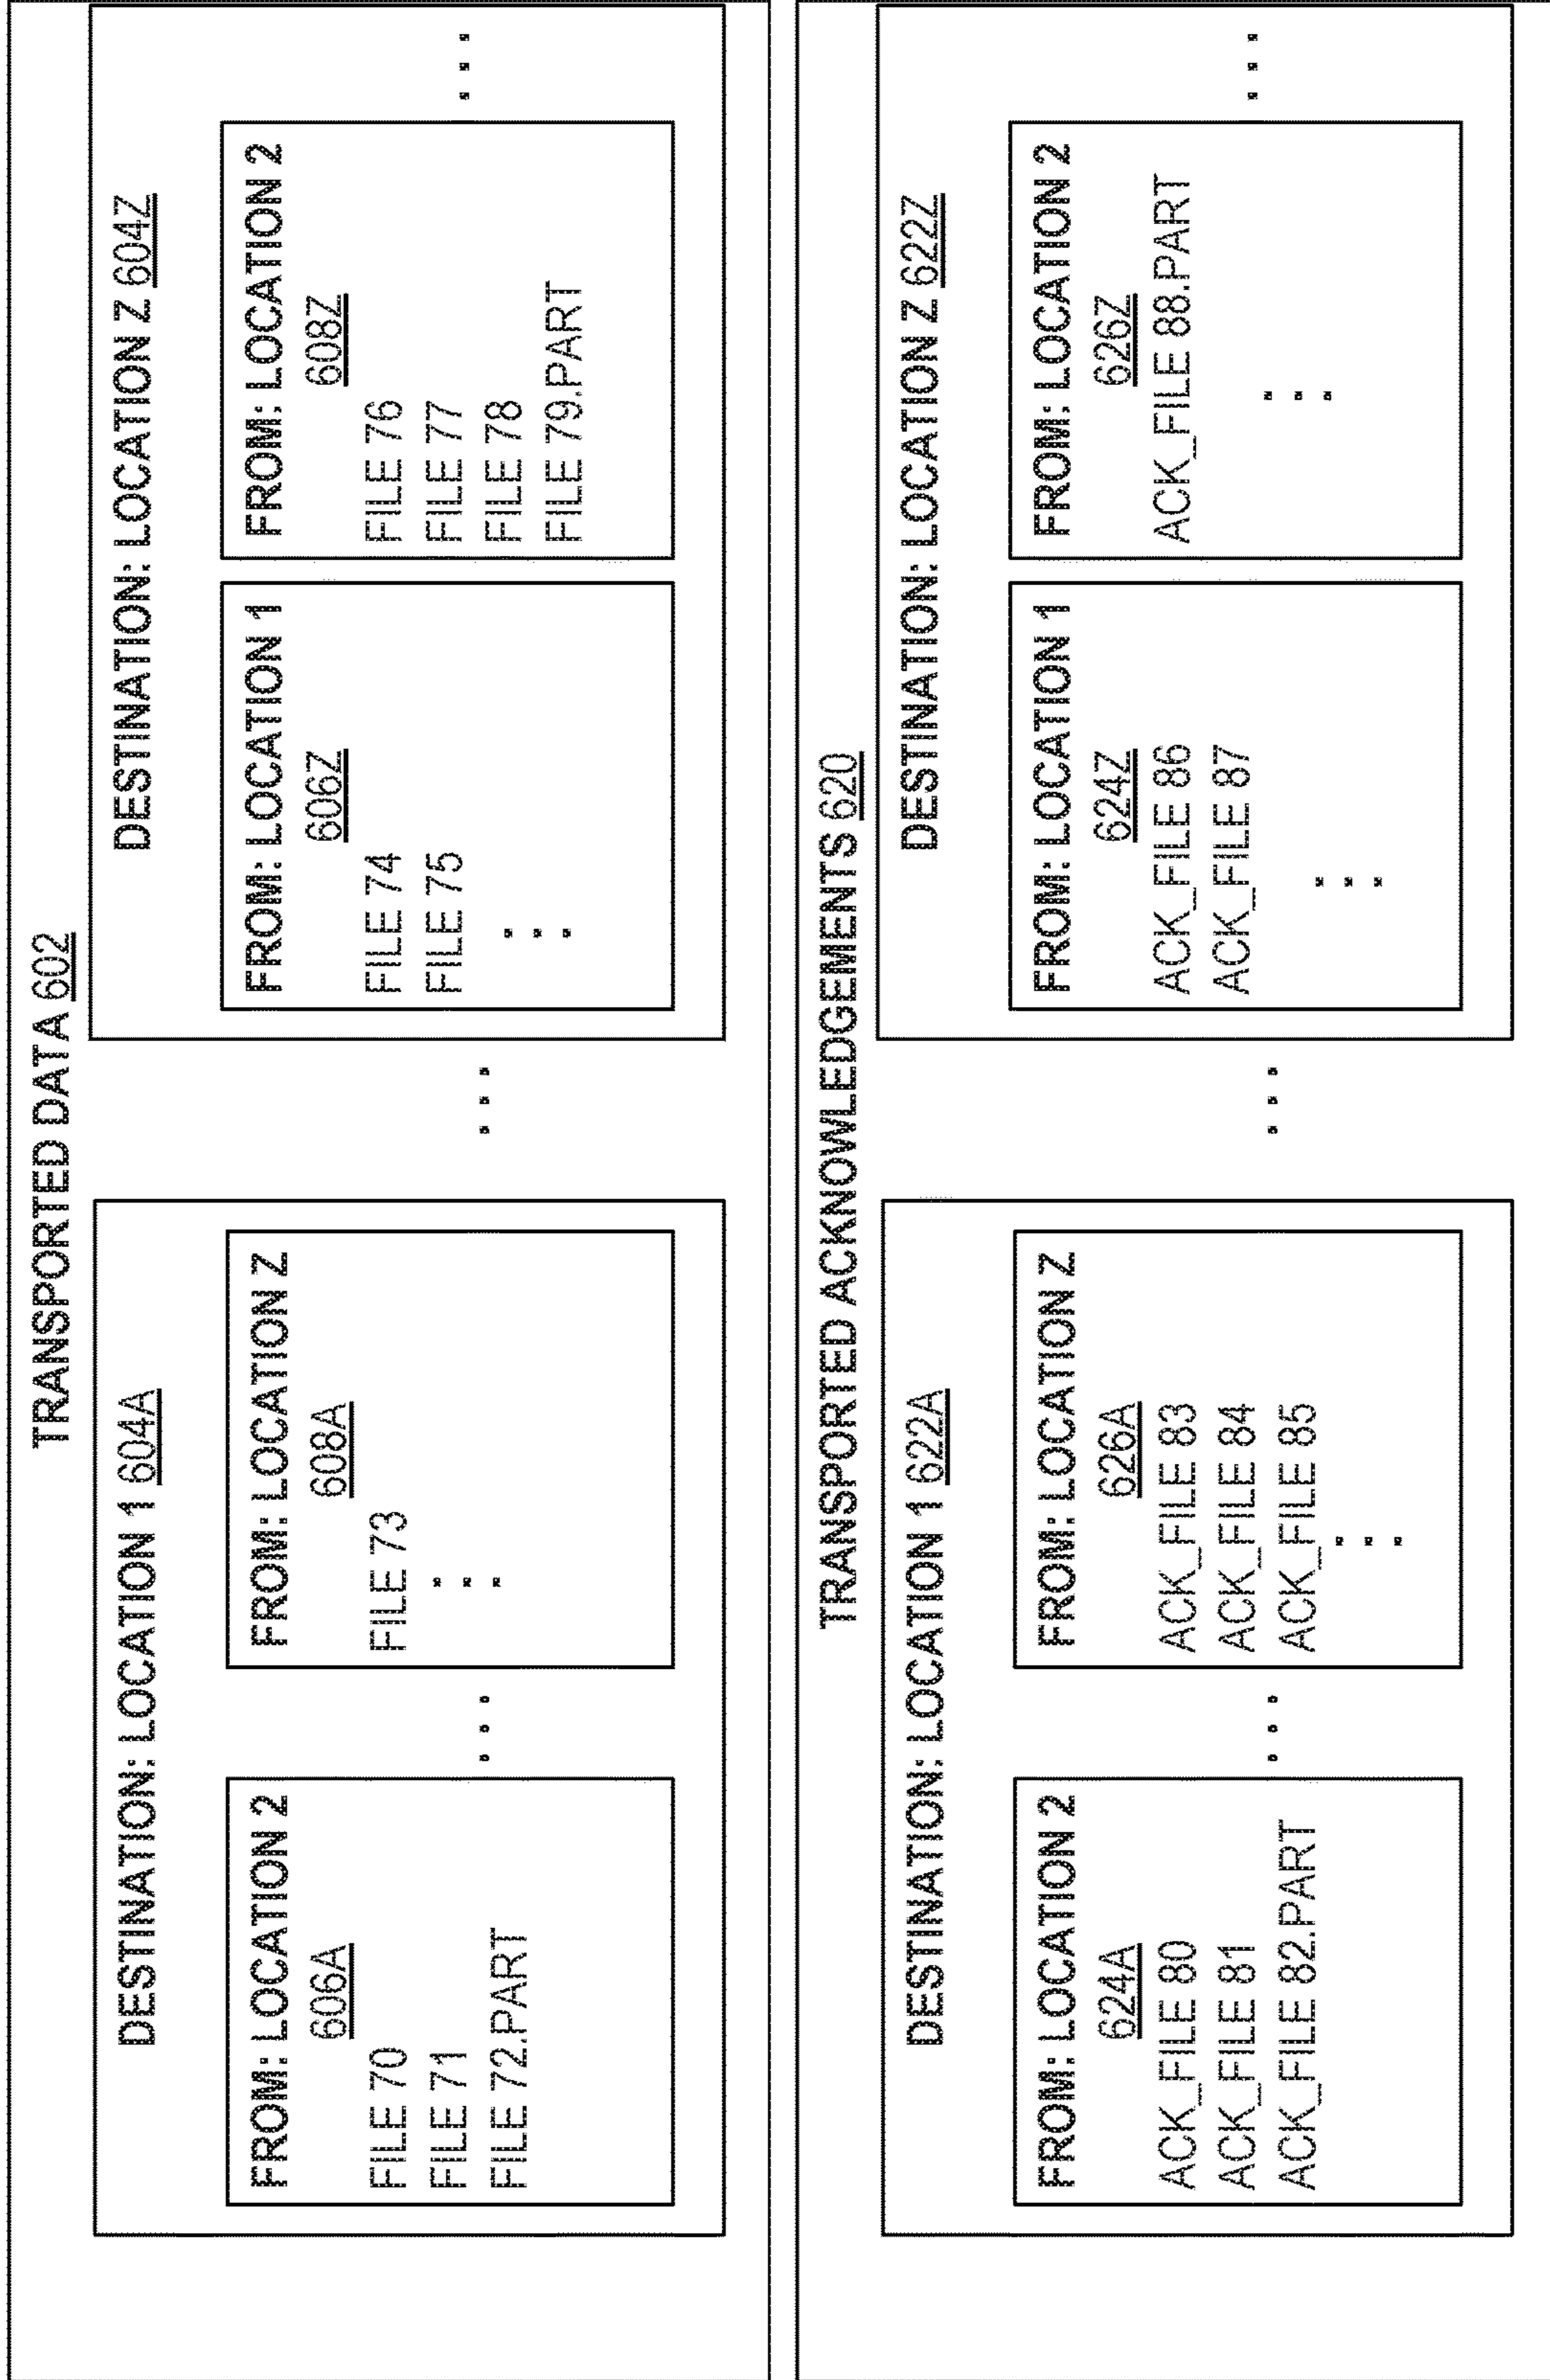 TRANSPORTED DATA 602
DESTINATION: LOCATION 1 604A
FROM: LOCATION 2
606A
FILE 70
FILE 71
FILE 72.PART
FROM: LOCATION Z
608A
FILE 73
DESTINATION: LOCATION Z 604Z
FROM: LOCATION 1
606Z
FILE 74
FILE 75
FROM: LOCATION 2
608Z
FILE 76
FILE 77
FILE 78
FILE 79.PART
TRANSPORTED ACKNOWLEDGEMENTS 620
DESTINATION: LOCATION 1 622A
FROM: LOCATION 2
624A
ACK_FILE 80
ACK_FILE 81
ACK_FILE 82.PART
FROM: LOCATION Z
626A
ACK_FILE 83
ACK_FILE 84
ACK_FILE 85
DESTINATION: LOCATION Z 622Z
FROM: LOCATION 1
624Z
ACK_FILE 86
ACK_FILE 87
FROM: LOCATION 2
626Z
ACK_FILE 88.PART